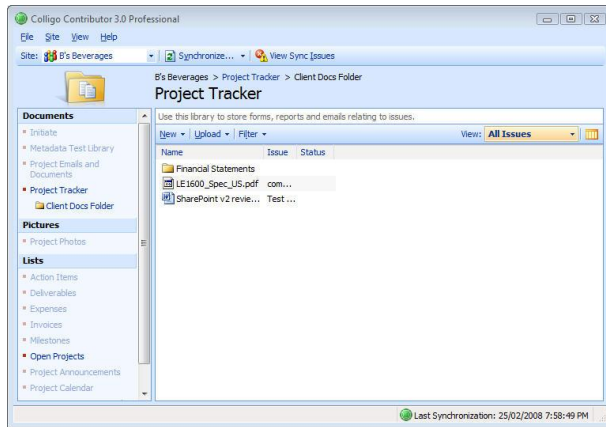 Colligo Contributor 3.0 Professional
File Site View Help
Site: B's Beverages Synchronize... View Sync Issues
B's Beverages > Project Tracker > Client Docs Folder
Project Tracker
Documents
Initiate
Metadata Test Library
Project Emails and
Documents
Project Tracker
Client Docs Folder
Pictures
Project Photos
Lists
Action Items
Deliverables
Expenses
Invoices
Milestones
Open Projects
Project Announcements
Project Calendar
Use this library to store forms, reports and emails relating to issues.
New Upload Filter View: All Issues
Name Issue Status
Financial Statements
LE1600_Spec_US.pdf com...
SharePoint v2 revie... Test ...
Last Synchronization: 25/02/2008 7:58:49 PM